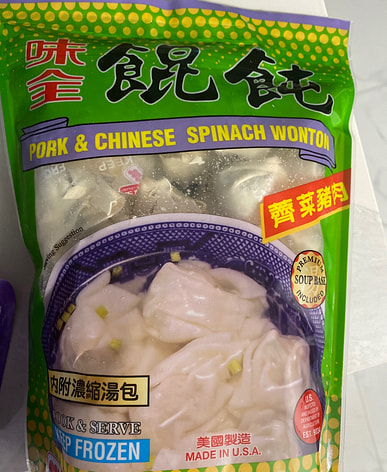 味全
餛飩
PORK & CHINESE SPINACH WONTON
薺菜豬肉
PREMIUM
SOUP BASE
INCLUDED
內附濃縮湯包
COOK & SERVE
KEEP FROZEN
美國製造
MADE IN U.S.A.
U.S.
INSPECTED